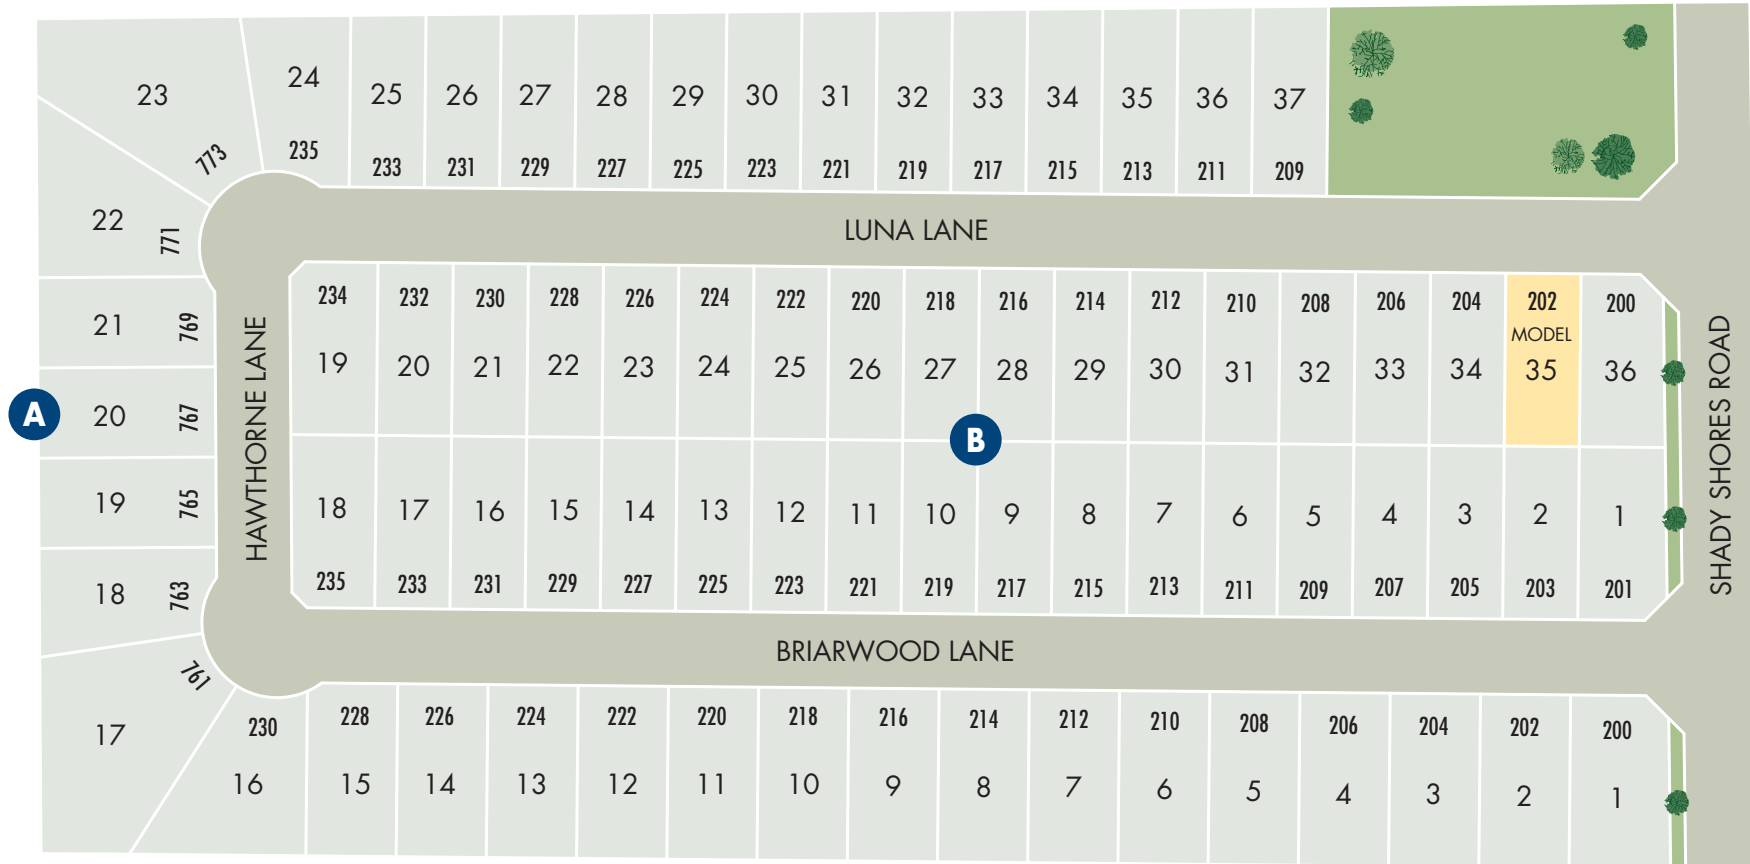 23 24 25 26 27 28 29 30 31 32 33 34 35 36 37
773 235 233 231 229 227 225 223 221 219 217 215 213 211 209
22 771
LUNA LANE
234 232 230 228 226 224 222 220 218 216 214 212 210 208 206 204 202 200
MODEL
19 20 21 22 23 24 25 26 27 28 29 30 31 32 33 34 35 36
21 769
20 767
19 765
18 763
A
B
HAWTHORNE LANE
SHADY SHORES ROAD
18 17 16 15 14 13 12 11 10 9 8 7 6 5 4 3 2 1
235 233 231 229 227 225 223 221 219 217 215 213 211 209 207 205 203 201
BRIARWOOD LANE
761
17
230 228 226 224 222 220 218 216 214 212 210 208 206 204 202 200
16 15 14 13 12 11 10 9 8 7 6 5 4 3 2 1